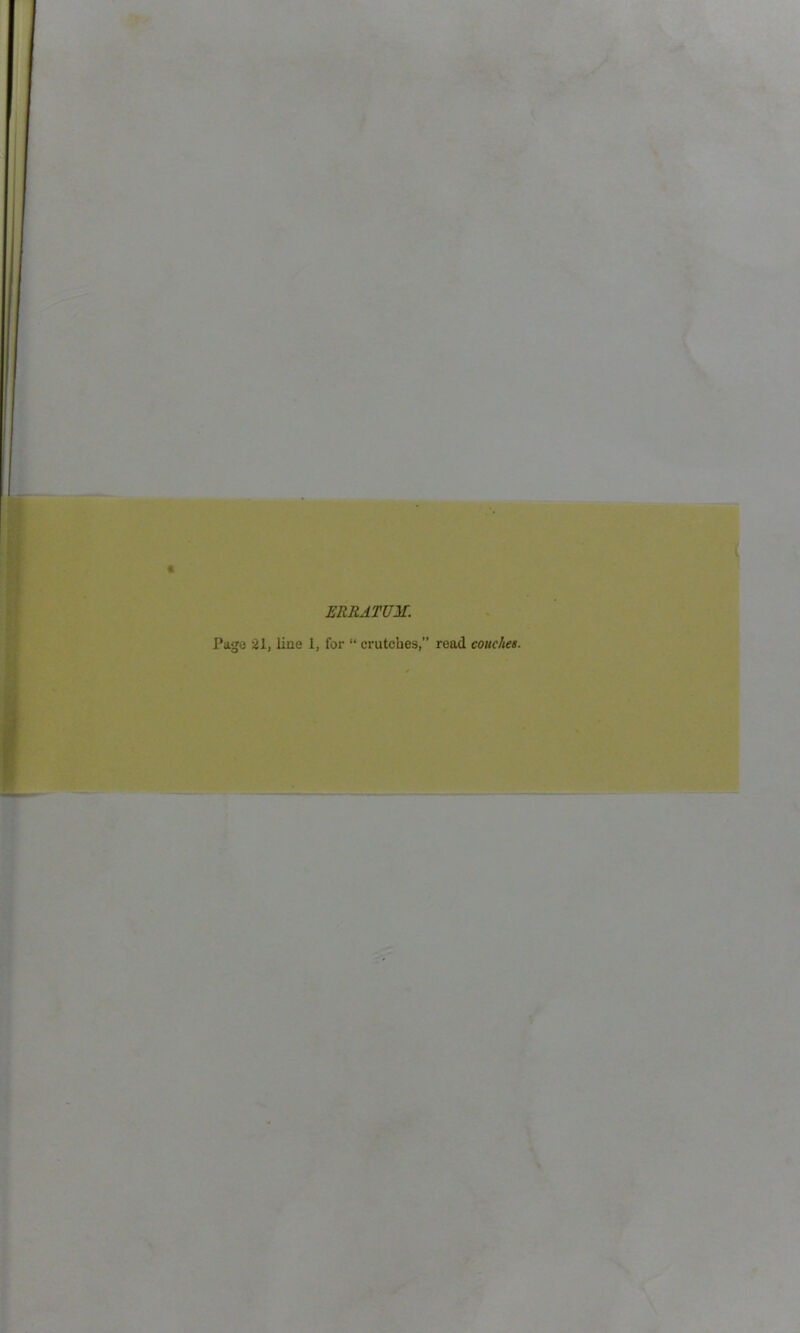 ERRATUM.
Page 21, line 1, for “ crutches,” read couches.